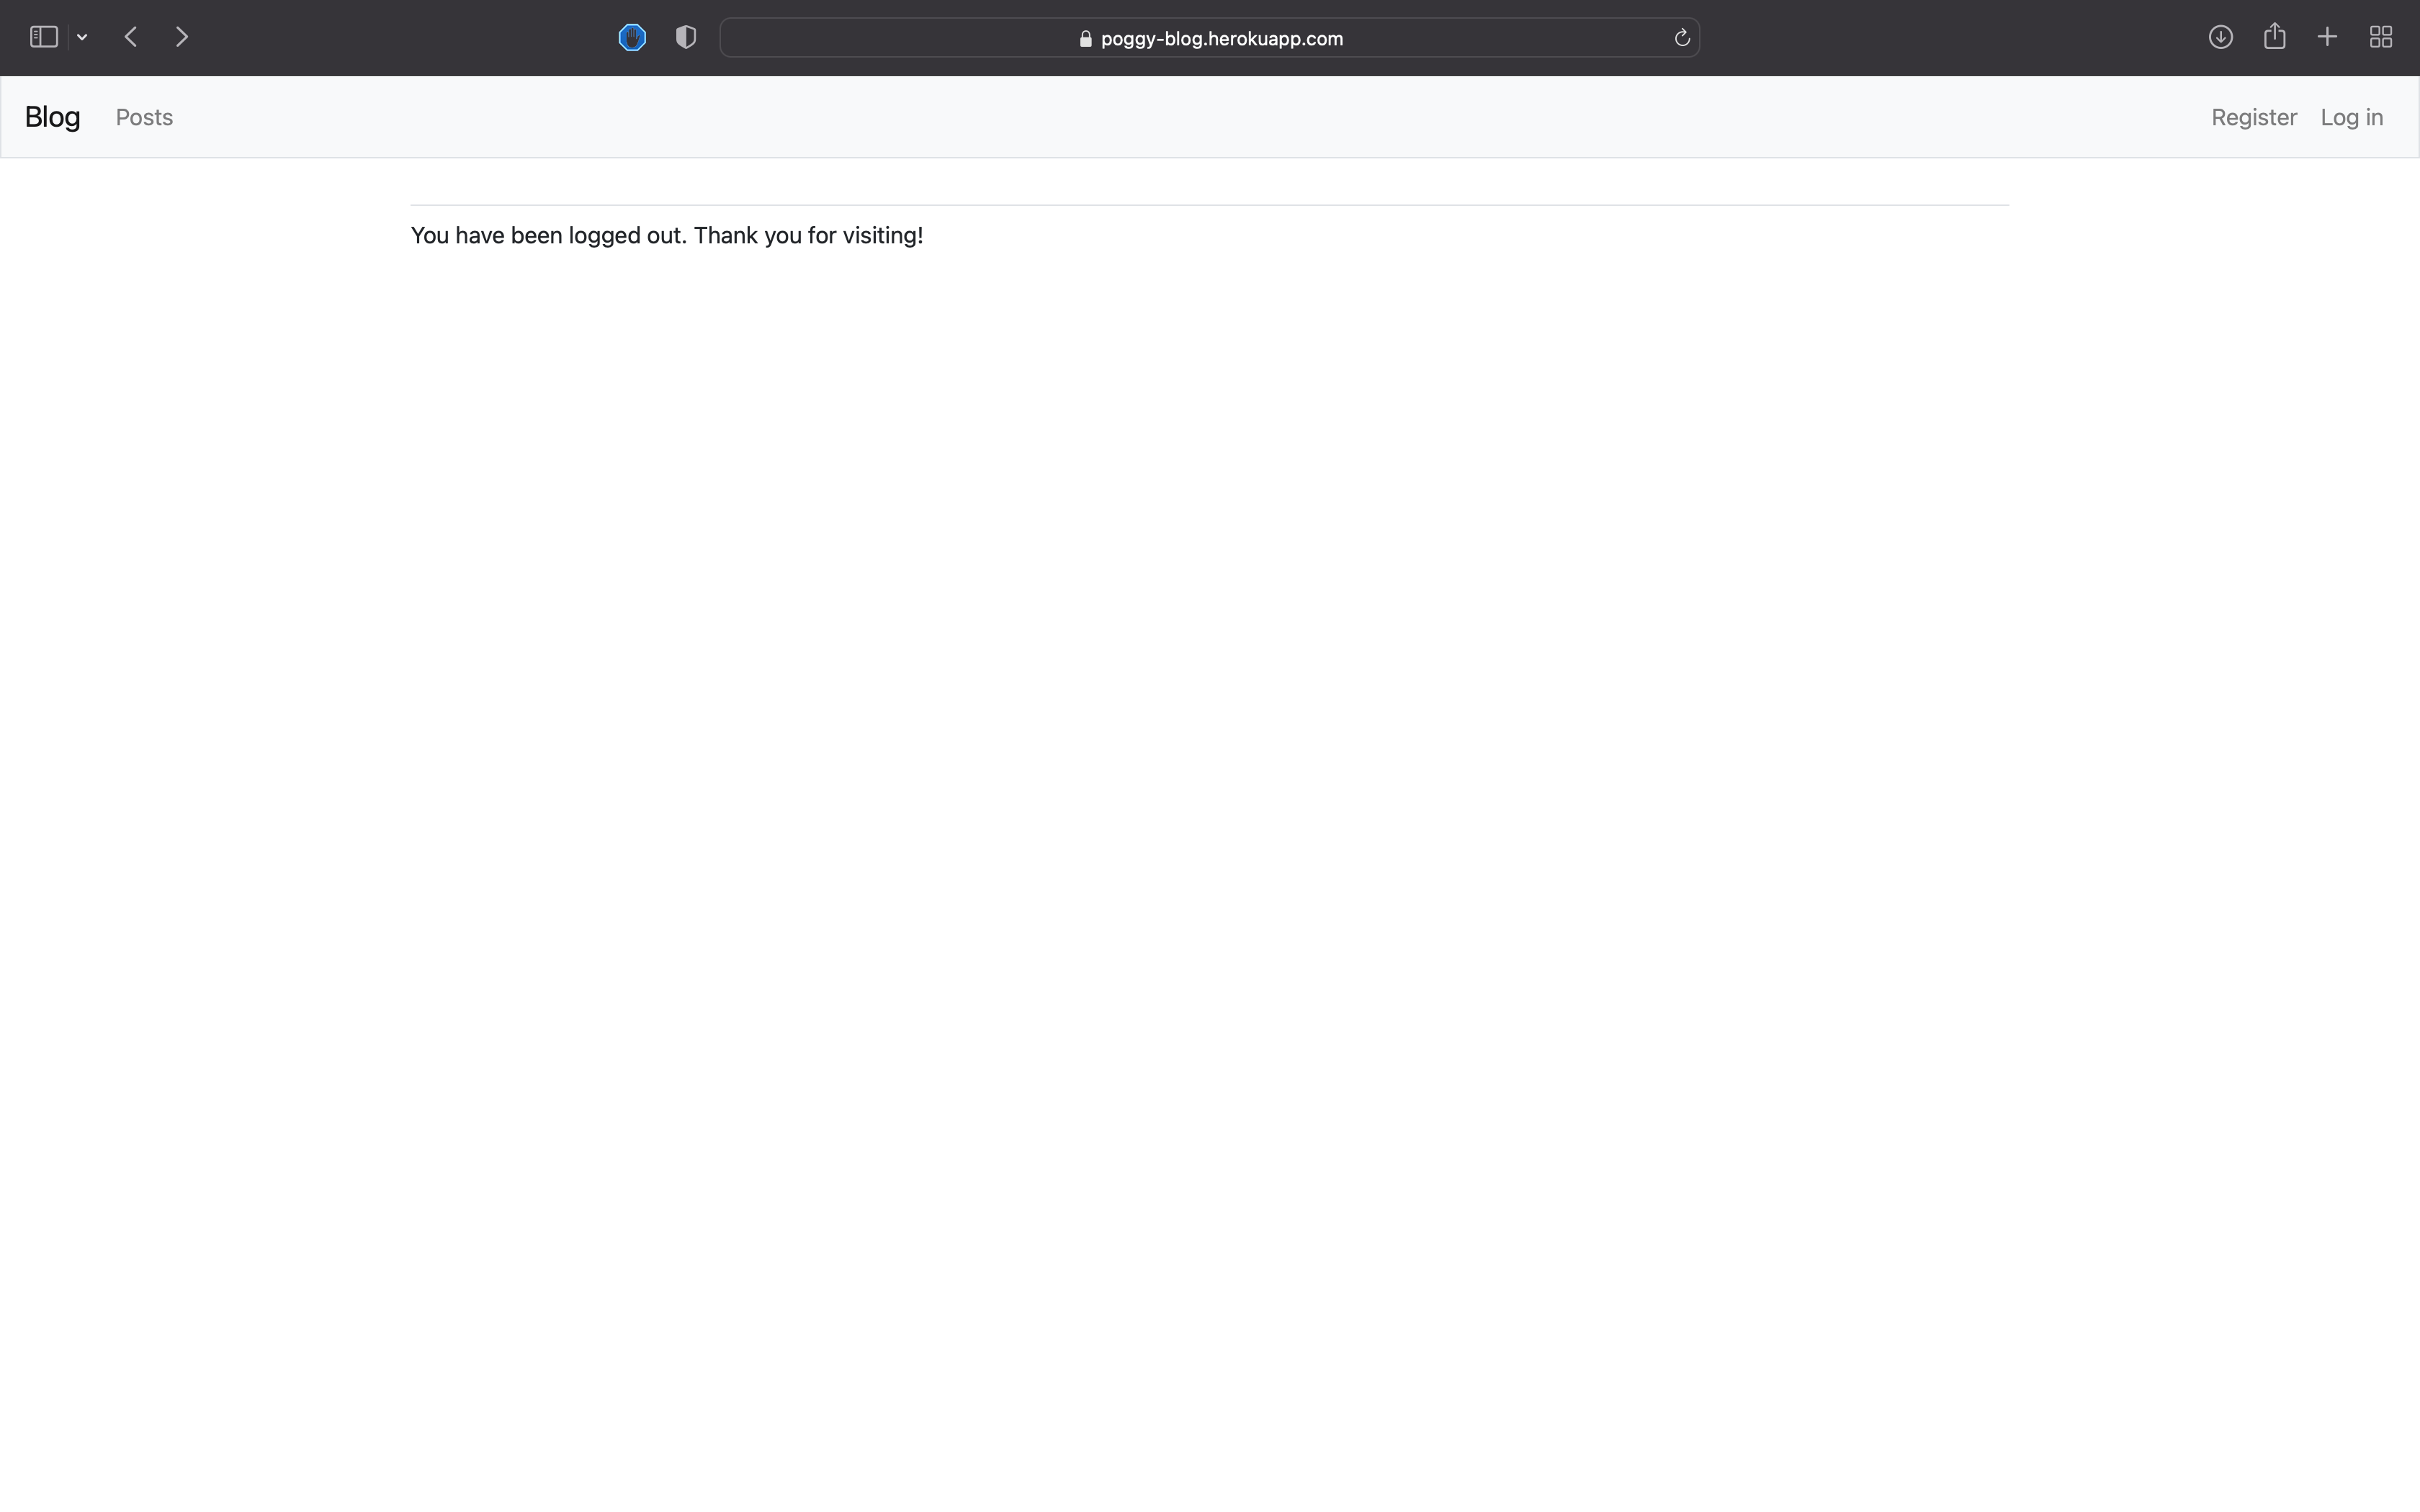 poggy-blog.herokuapp.com
Blog Posts Register Log in
You have been logged out. Thank you for visiting!